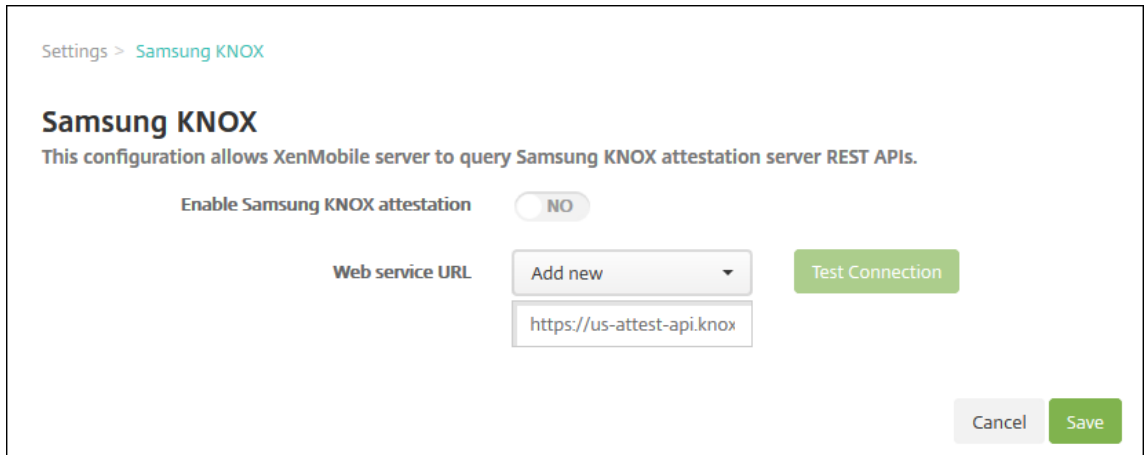 Settings > Samsung KNOX
Samsung KNOX
This configuration allows XenMobile server to query Samsung KNOX attestation server REST APIs.
Enable Samsung KNOX attestation NO
Web service URL Add new Test Connection
https://us-attest-api.knox
Cancel Save